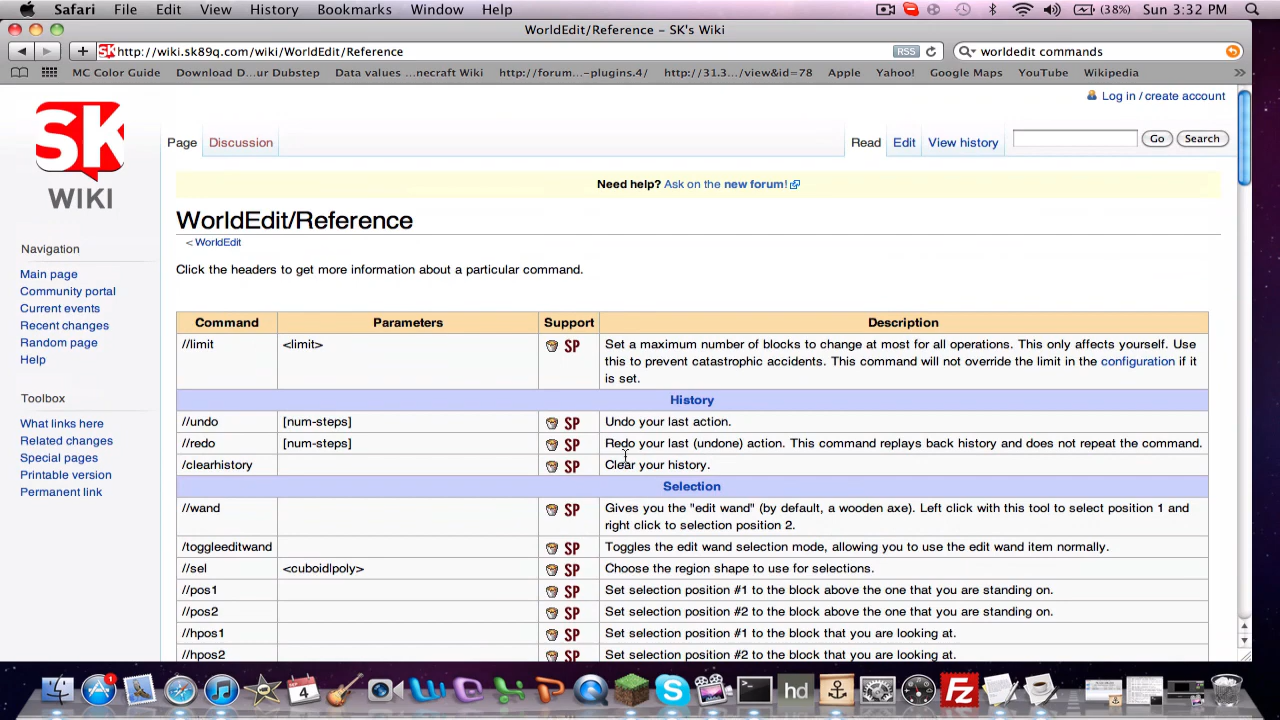 Safari File Edit View History Bookmarks Window Help (38%) Sun 3:32 PM
WorldEdit/Reference – SK's Wiki
http://wiki.sk89q.com/wiki/WorldEdit/Reference RSS worldedit commands
MC Color Guide Download D...ur Dubstep Data values ...necraft Wiki http://forum...-plugins.4/ http://31.3.../view&id=78 Apple Yahoo! Google Maps YouTube Wikipedia
Log in / create account
SK
WIKI
Page Discussion Read Edit View history Go Search
Need help? Ask on the new forum!
WorldEdit/Reference
< WorldEdit
Click the headers to get more information about a particular command.
Navigation
Main page
Community portal
Current events
Recent changes
Random page
Help
Toolbox
What links here
Related changes
Special pages
Printable version
Permanent link
Command Parameters Support Description
//limit <limit> SP Set a maximum number of blocks to change at most for all operations. This only affects yourself. Use
this to prevent catastrophic accidents. This command will not override the limit in the configuration if it
is set.
History
//undo [num-steps] SP Undo your last action.
//redo [num-steps] SP Redo your last (undone) action. This command replays back history and does not repeat the command.
/clearhistory SP Clear your history.
Selection
//wand SP Gives you the "edit wand" (by default, a wooden axe). Left click with this tool to select position 1 and
right click to selection position 2.
/toggleeditwand SP Toggles the edit wand selection mode, allowing you to use the edit wand item normally.
//sel <cuboid|poly> SP Choose the region shape to use for selections.
//pos1 SP Set selection position #1 to the block above the one that you are standing on.
//pos2 SP Set selection position #2 to the block above the one that you are standing on.
//hpos1 SP Set selection position #1 to the block that you are looking at.
//hpos2 SP Set selection position #2 to the block that you are looking at.
1 4 hd Fz